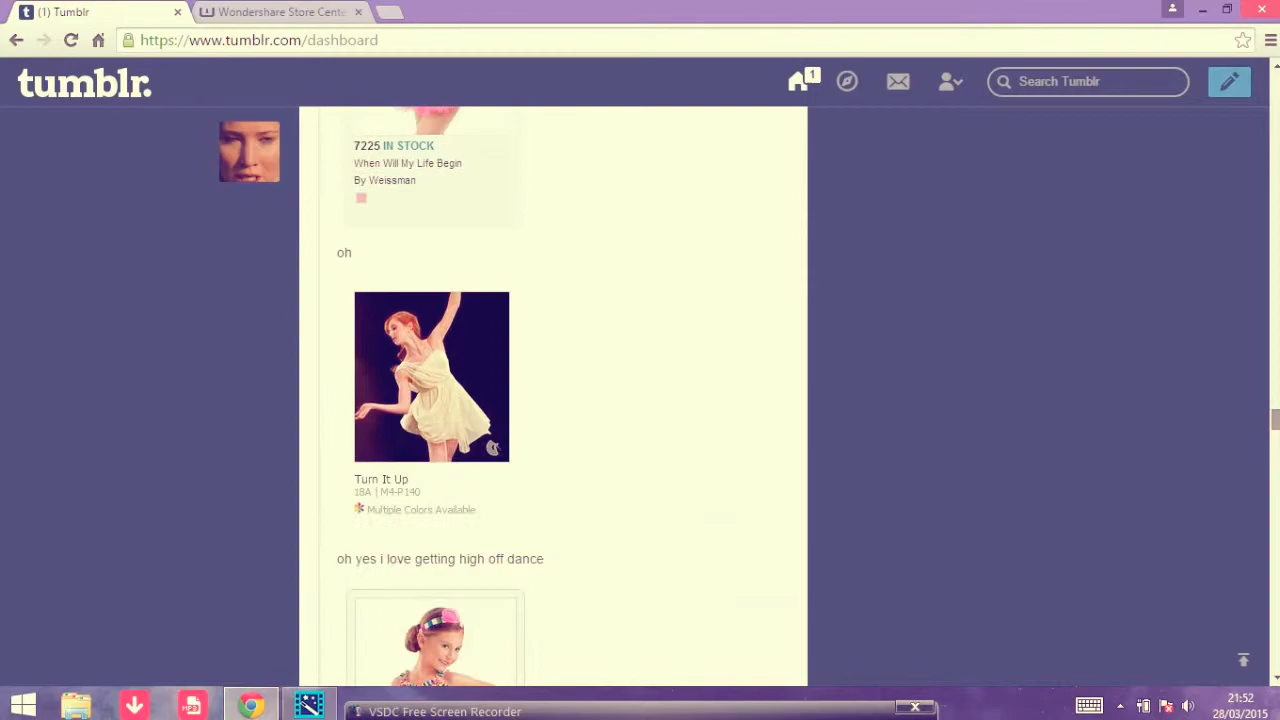 (1) Tumblr
Wondershare Store Cente
https://www.tumblr.com/dashboard
tumblr.
1
Search Tumblr
7225 IN STOCK
When Will My Life Begin
By Weissman
oh
Turn It Up
18A | M4-P140
Multiple Colors Available
oh yes i love getting high off dance
VSDC Free Screen Recorder
21:52
28/03/2015